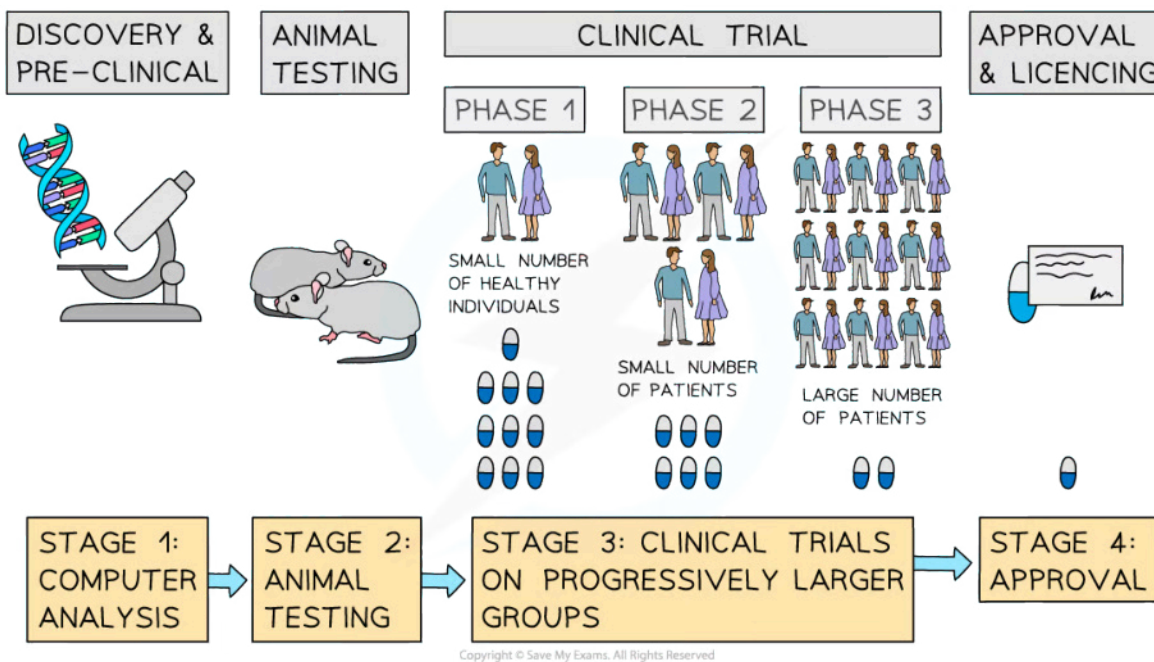 DISCOVERY &
PRE-CLINICAL
ANIMAL
TESTING
CLINICAL TRIAL
APPROVAL
& LICENCING
PHASE 1
PHASE 2
PHASE 3
SMALL NUMBER
OF HEALTHY
INDIVIDUALS
SMALL NUMBER
OF PATIENTS
LARGE NUMBER
OF PATIENTS
STAGE 1:
COMPUTER
ANALYSIS
STAGE 2:
ANIMAL
TESTING
STAGE 3: CLINICAL TRIALS
ON PROGRESSIVELY LARGER
GROUPS
STAGE 4:
APPROVAL
Copyright © Save My Exams. All Rights Reserved